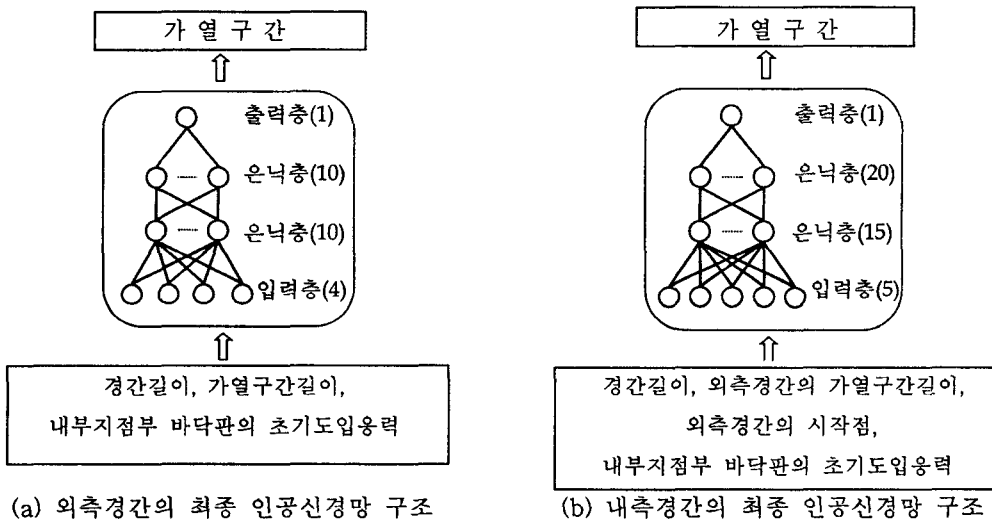 가 열 구 간
출력층(1)
은닉층(10)
은닉층(10)
입력층(4)
경간길이, 가열구간길이,
내부지점부 바닥판의 초기도입응력
(a) 외측경간의 최종 인공신경망 구조
가 열 구 간
출력층(1)
은닉층(20)
은닉층(15)
입력층(5)
경간길이, 외측경간의 가열구간길이,
외측경간의 시작점,
내부지점부 바닥판의 초기도입응력
(b) 내측경간의 최종 인공신경망 구조